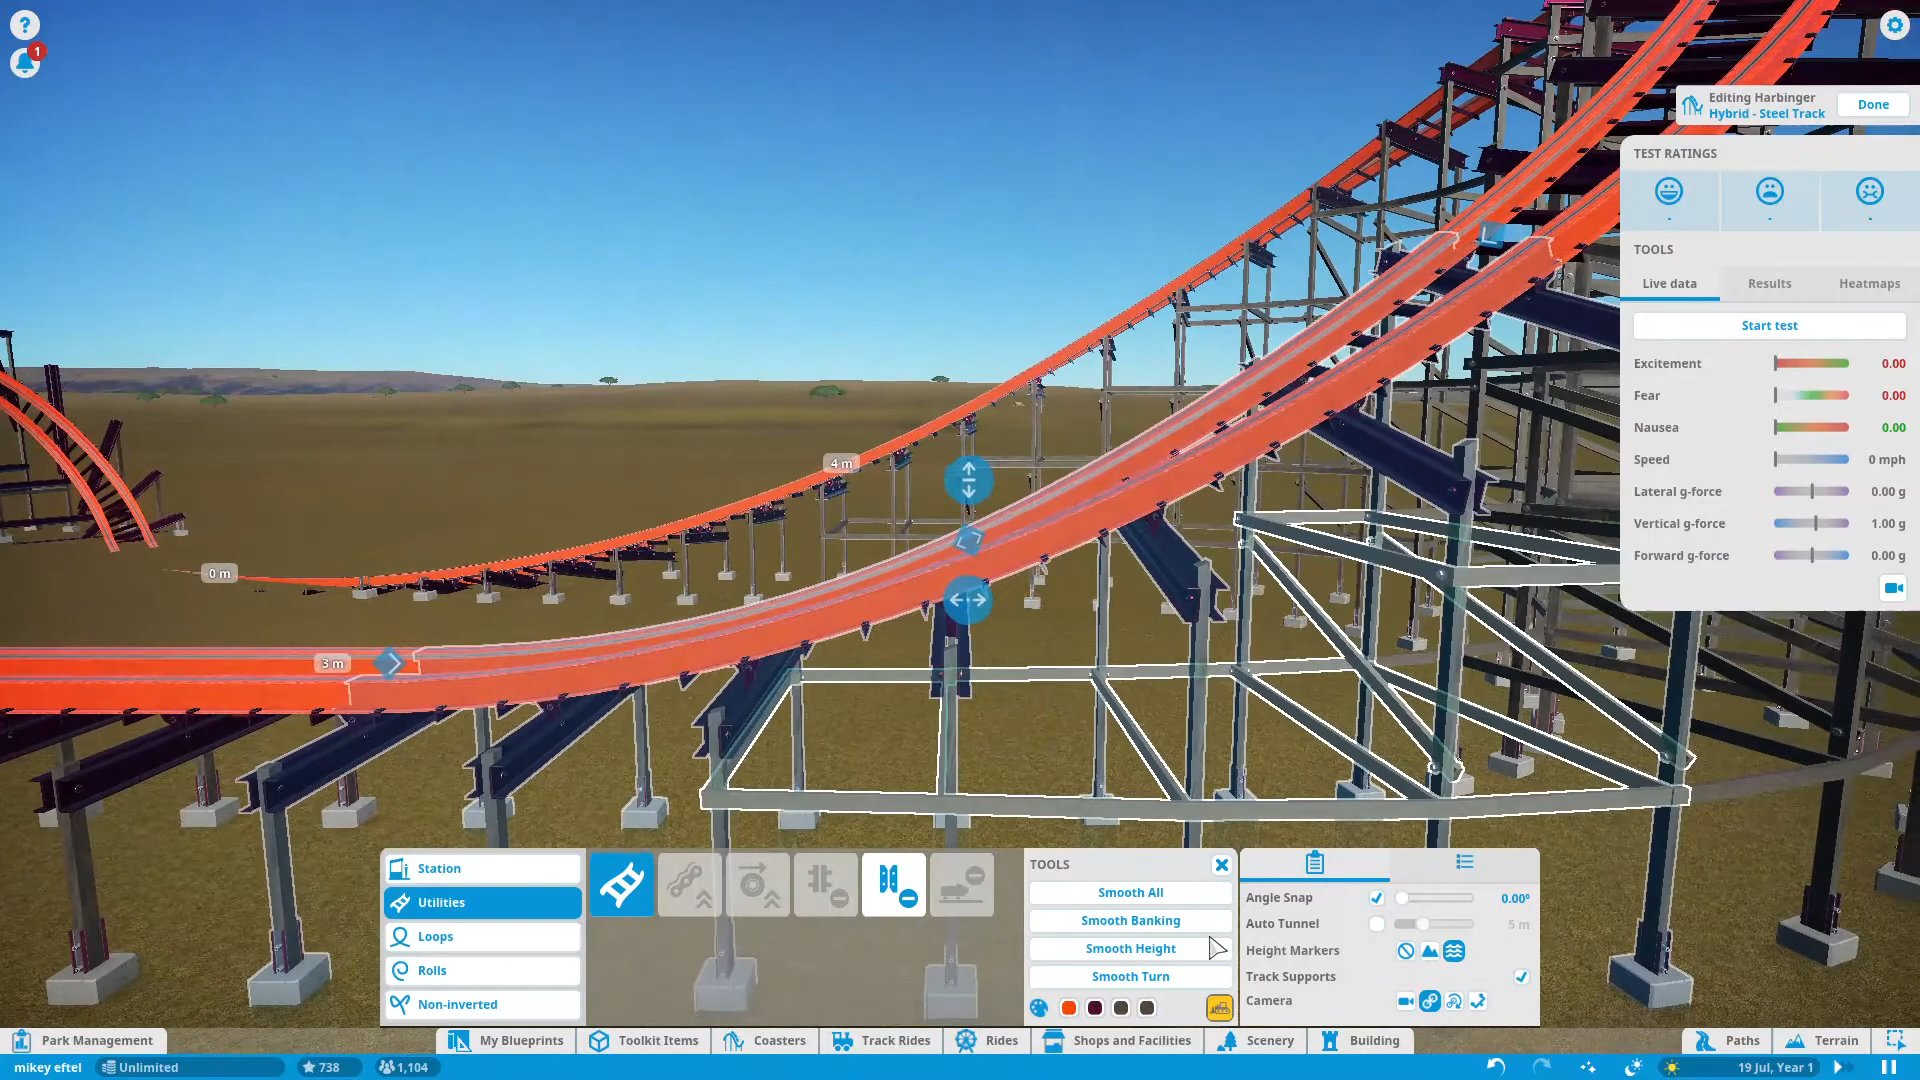 ?
1
Editing Harbinger
Hybrid - Steel Track
Done
TEST RATINGS
- - -
TOOLS
Live data Results Heatmaps
Start test
Excitement 0.00
Fear 0.00
Nausea 0.00
Speed 0 mph
Lateral g-force 0.00 g
Vertical g-force 1.00 g
Forward g-force 0.00 g
4 m
0 m
3 m
Station
Utilities
Loops
Rolls
Non-inverted
TOOLS
Smooth All
Smooth Banking
Smooth Height
Smooth Turn
Angle Snap 0.00°
Auto Tunnel 5 m
Height Markers
Track Supports
Camera
Park Management My Blueprints Toolkit Items Coasters Track Rides Rides Shops and Facilities Scenery Building Paths Terrain
mikey eftel Unlimited 738 1,104 19 Jul, Year 1